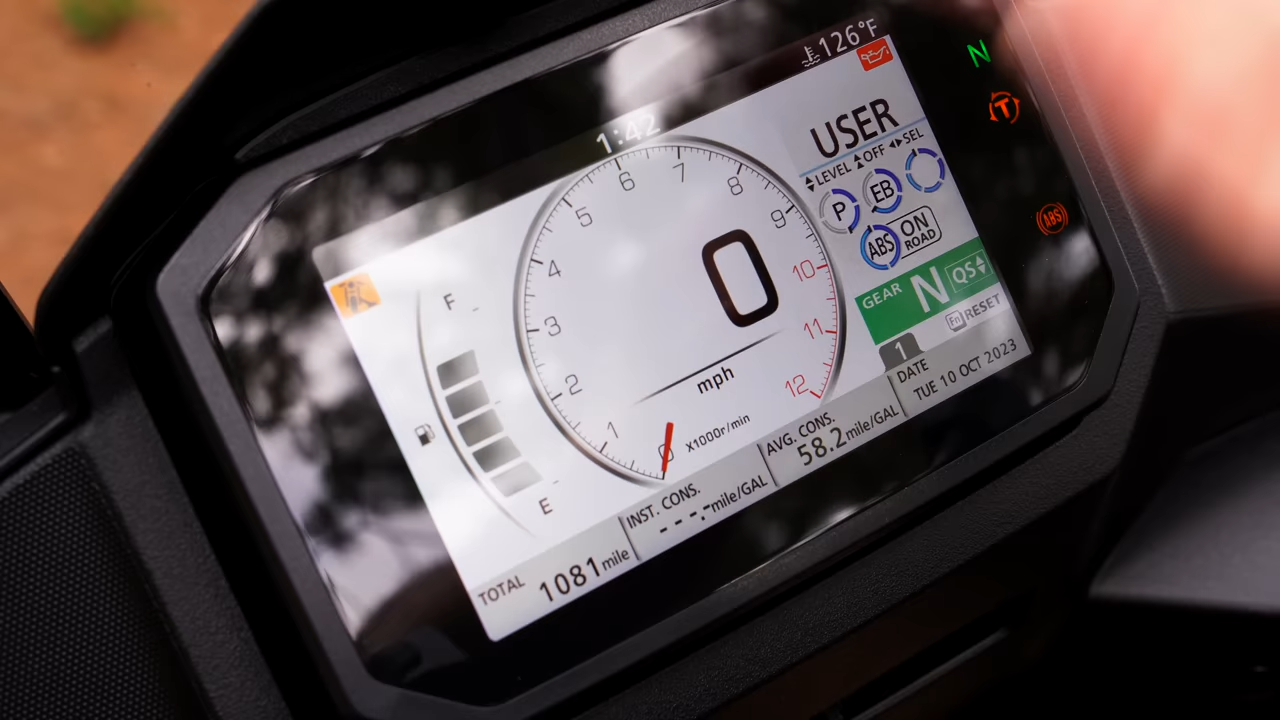 126°F
1:42
N
T
USER
LEVEL OFF SEL
P EB
ABS ON ROAD
ABS
GEAR N QS
Fn RESET
F
E
0 1 2 3 4 5 6 7 8 9 10 11 12
0
mph
X1000r/min
TOTAL
1081 mile
INST. CONS.
--.- mile/GAL
AVG. CONS.
58.2 mile/GAL
1
DATE
TUE 10 OCT 2023